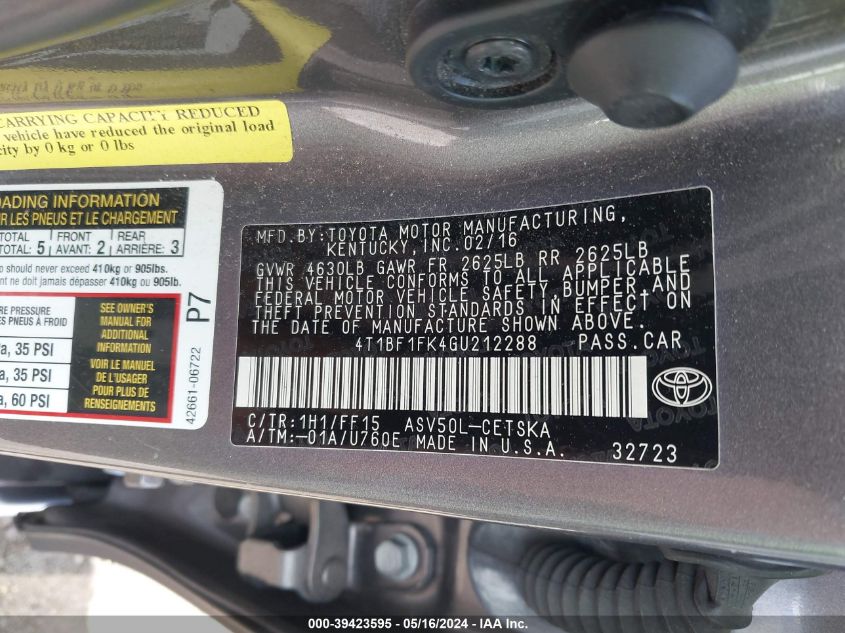 CARRYING CAPACITY REDUCED
vehicle have reduced the original load
city by 0 kg or 0 lbs
OADING INFORMATION
UR LES PNEUS ET LE CHARGEMENT
TOTAL 5 FRONT 2 REAR 3
TOTAL: AVANT: ARRIÈRE:
o should never exceed 410kg or 905lbs.
nt ne doit jamais dépasser 410kg ou 905lb.
RE PRESSURE
S PNEUS À FROID
a, 35 PSI
a, 35 PSI
a, 60 PSI
SEE OWNER'S
MANUAL FOR
ADDITIONAL
INFORMATION
VOIR LE MANUEL
DE L'USAGER
POUR PLUS DE
RENSEIGNEMENTS
42661-06722 P7
MFD.BY:TOYOTA MOTOR MANUFACTURING,
KENTUCKY, INC.02/16
GVWR 4630LB GAWR FR 2625LB RR 2625LB
THIS VEHICLE CONFORMS TO ALL APPLICABLE
FEDERAL MOTOR VEHICLE SAFETY, BUMPER, AND
THEFT PREVENTION STANDARDS IN EFFECT ON
THE DATE OF MANUFACTURE SHOWN ABOVE.
4T1BF1FK4GU212288 PASS.CAR
C/TR:1H1/FF15 ASV50L-CETSKA
A/TM:-01A/U760E MADE IN U.S.A. 32723
000-39423595 - 05/16/2024 - IAA Inc.